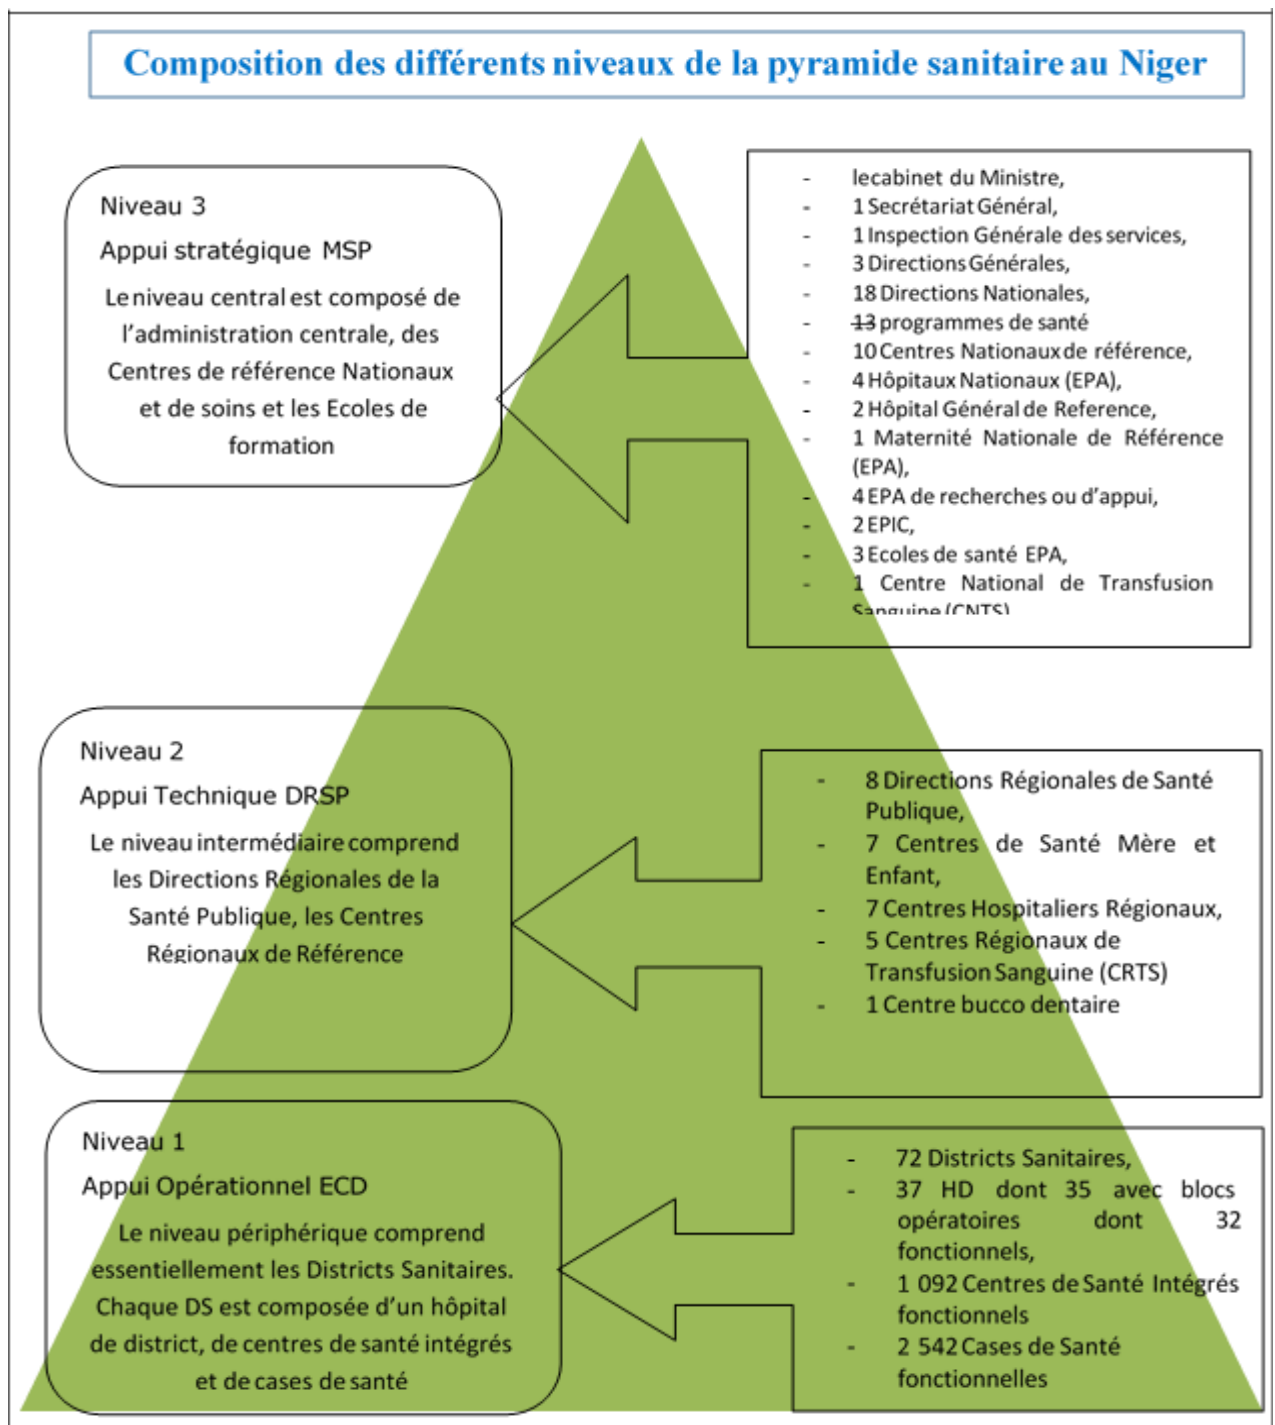 Composition des différents niveaux de la pyramide sanitaire au Niger
Niveau 3
Appui stratégique MSP
Le niveau central est composé de
l'administration centrale, des
Centres de référence Nationaux
et de soins et les Ecoles de
formation
- lecabinet du Ministre,
- 1 Secrétariat Général,
- 1 Inspection Générale des services,
- 3 Directions Générales,
- 18 Directions Nationales,
- 13 programmes de santé
- 10 Centres Nationaux de référence,
- 4 Hôpitaux Nationaux (EPA),
- 2 Hôpital Général de Reference,
- 1 Maternité Nationale de Référence
(EPA),
- 4 EPA de recherches ou d'appui,
- 2 EPIC,
- 3 Ecoles de santé EPA,
- 1 Centre National de Transfusion
Sanguine (CNTS)
Niveau 2
Appui Technique DRSP
Le niveau intermédiaire comprend
les Directions Régionales de la
Santé Publique, les Centres
Régionaux de Référence
- 8 Directions Régionales de Santé
Publique,
- 7 Centres de Santé Mère et
Enfant,
- 7 Centres Hospitaliers Régionaux,
- 5 Centres Régionaux de
Transfusion Sanguine (CRTS)
- 1 Centre bucco dentaire
Niveau 1
Appui Opérationnel ECD
Le niveau périphérique comprend
essentiellement les Districts Sanitaires.
Chaque DS est composée d'un hôpital
de district, de centres de santé intégrés
et de cases de santé
- 72 Districts Sanitaires,
- 37 HD dont 35 avec blocs
opératoires dont 32
fonctionnels,
- 1 092 Centres de Santé Intégrés
fonctionnels
- 2 542 Cases de Santé
fonctionnelles